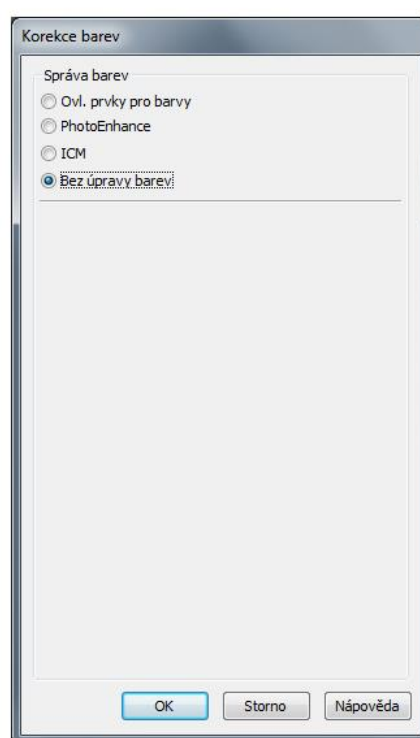 Korekce barev
Správa barev
Ovl. prvky pro barvy
PhotoEnhance
ICM
Bez úpravy barev
OK Storno Nápověda